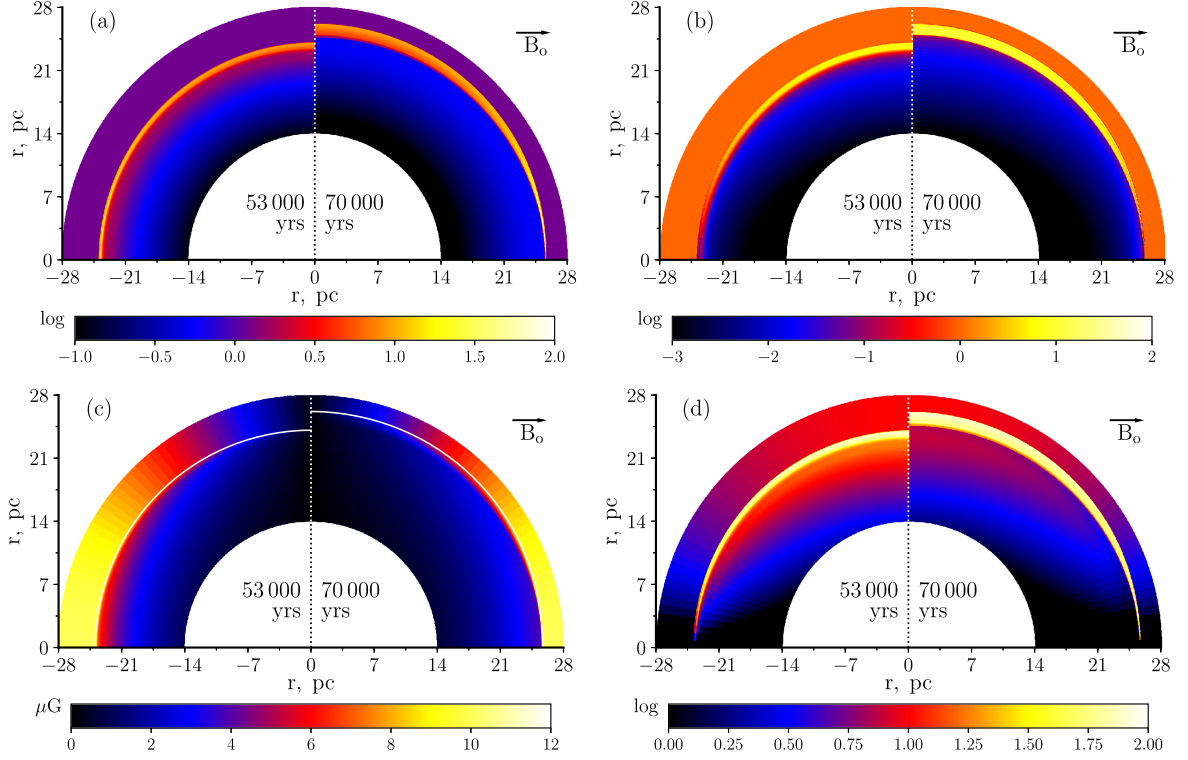 (a)
B₀
r, pc
28
21
14
7
0
53 000 yrs
70 000 yrs
−28 −21 −14 −7 0 7 14 21 28
r, pc
log
−1.0 −0.5 0.0 0.5 1.0 1.5 2.0
(b)
B₀
r, pc
28
21
14
7
0
53 000 yrs
70 000 yrs
−28 −21 −14 −7 0 7 14 21 28
r, pc
log
−3 −2 −1 0 1 2
(c)
B₀
r, pc
28
21
14
7
0
53 000 yrs
70 000 yrs
−28 −21 −14 −7 0 7 14 21 28
r, pc
μG
0 2 4 6 8 10 12
(d)
B₀
r, pc
28
21
14
7
0
53 000 yrs
70 000 yrs
−28 −21 −14 −7 0 7 14 21 28
r, pc
log
0.00 0.25 0.50 0.75 1.00 1.25 1.50 1.75 2.00